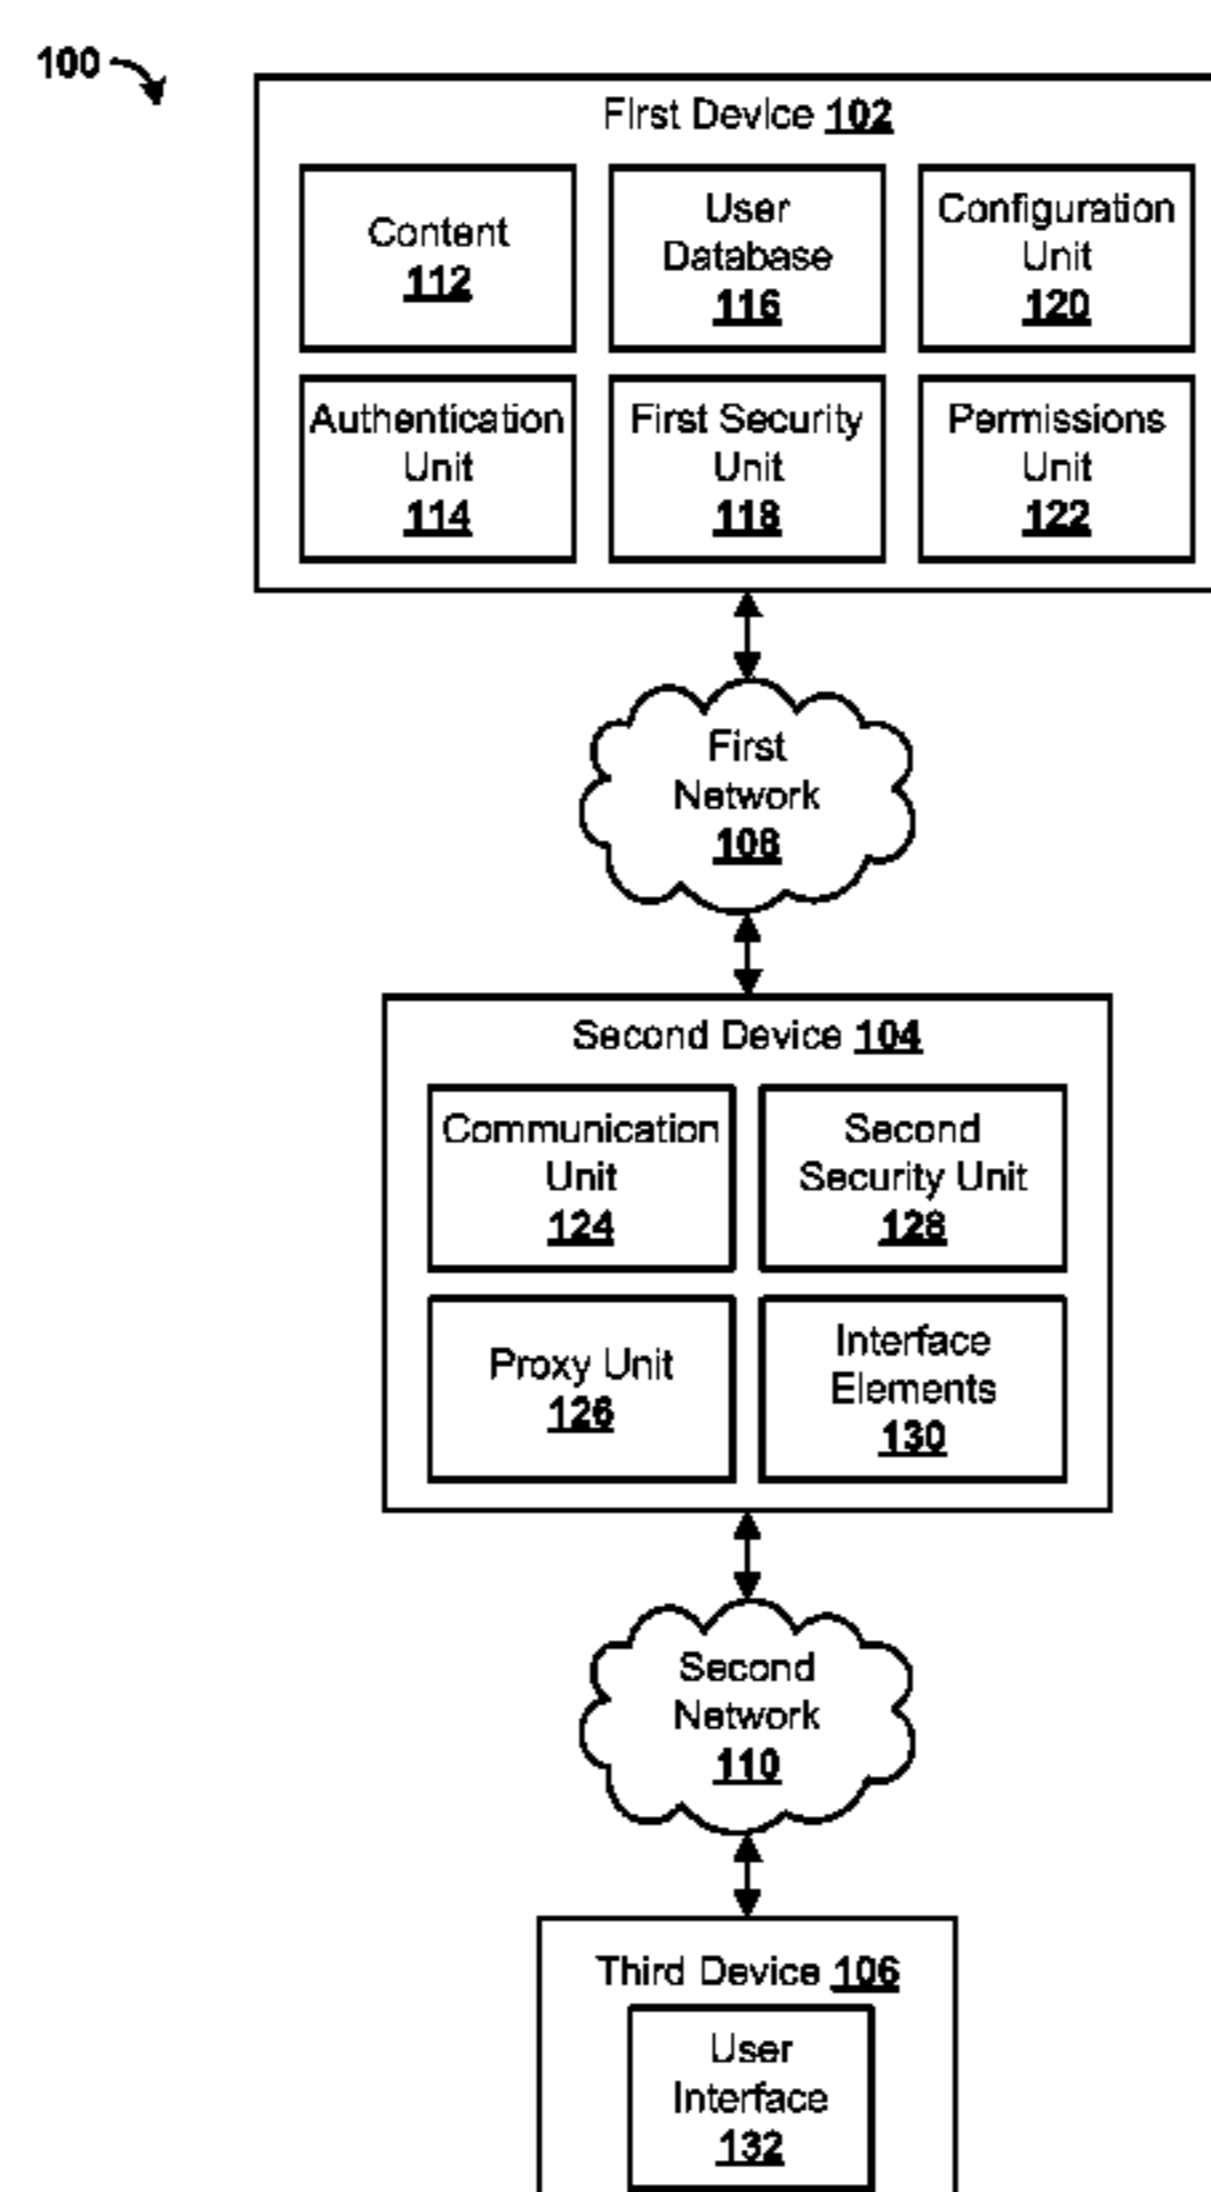 100
First Device 102
Content
112
User
Database
116
Configuration
Unit
120
Authentication
Unit
114
First Security
Unit
118
Permissions
Unit
122
First
Network
108
Second Device 104
Communication
Unit
124
Second
Security Unit
128
Proxy Unit
126
Interface
Elements
130
Second
Network
110
Third Device 106
User
Interface
132